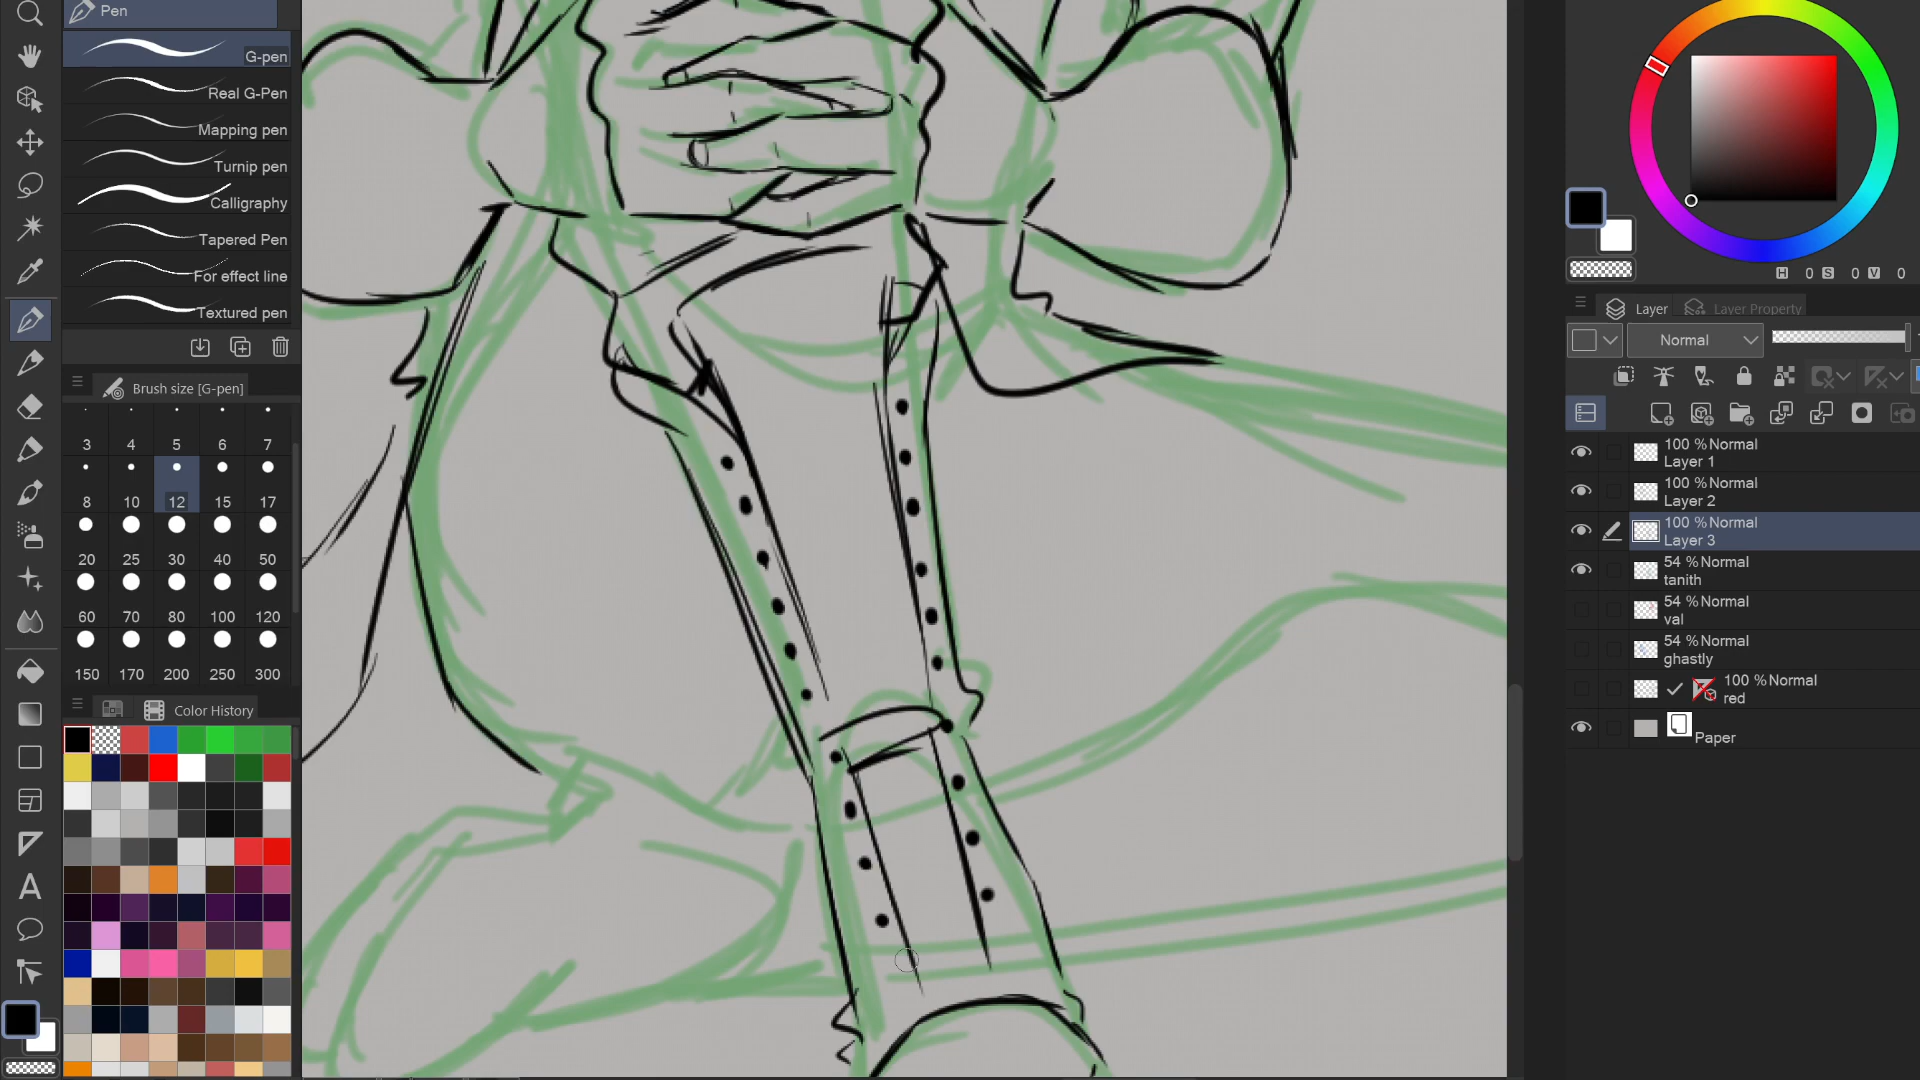 Pen
G-pen
Real G-Pen
Mapping pen
Turnip pen
Calligraphy
Tapered Pen
For effect line
Textured pen
Brush size [G-pen]
3 4 5 6 7
8 10 12 15 17
20 25 30 40 50
60 70 80 100 120
150 170 200 250 300
Color History
H 0 S 0 V 0
Layer Layer Property
Normal
100 % Normal
Layer 1
100 % Normal
Layer 2
100 % Normal
Layer 3
54 % Normal
tanith
54 % Normal
val
54 % Normal
ghastly
100 % Normal
red
Paper